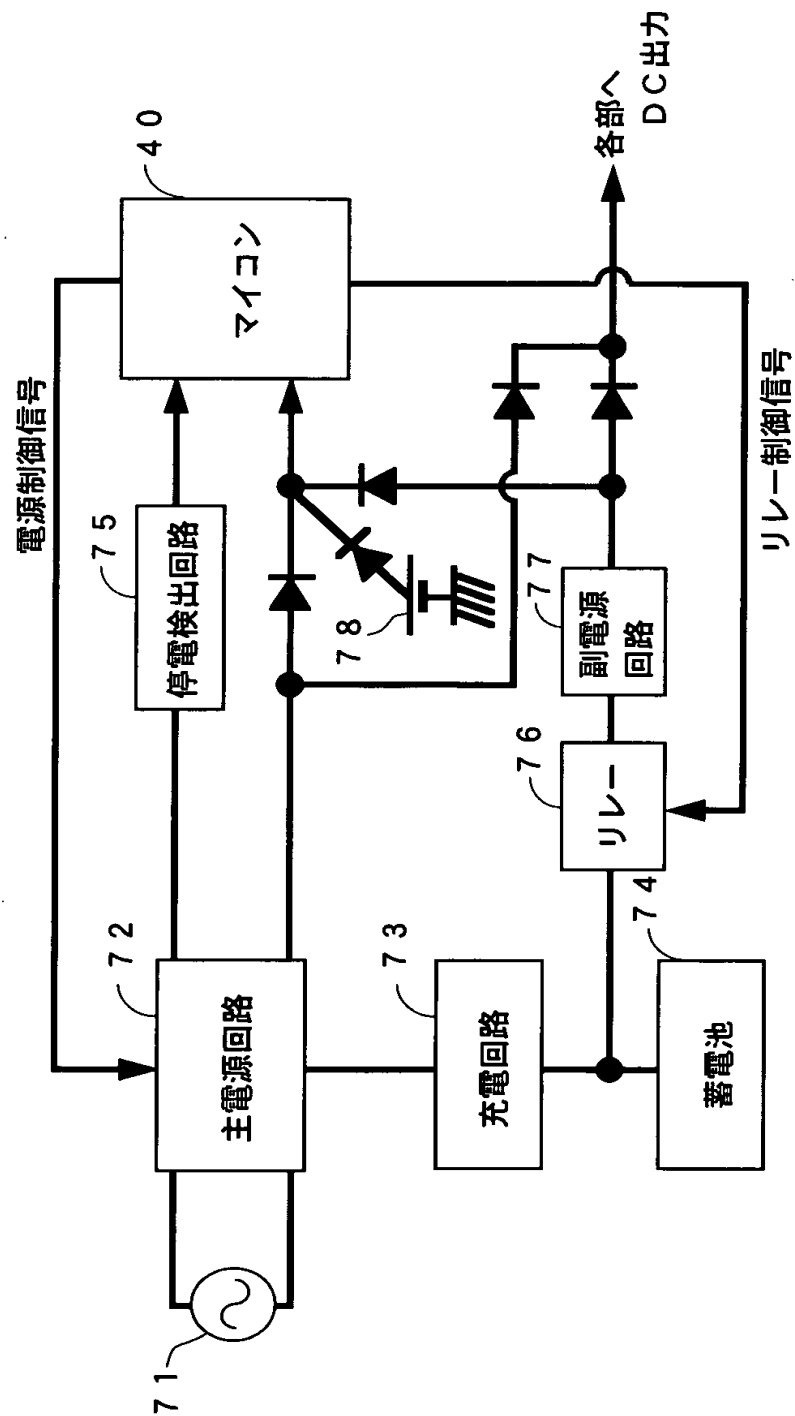 電源制御信号
71
主電源回路
72
停電検出回路
75
マイコン
40
78
充電回路
73
蓄電池
74
リレー
76
副電源
回路
77
各部へ
DC出力
リレー制御信号